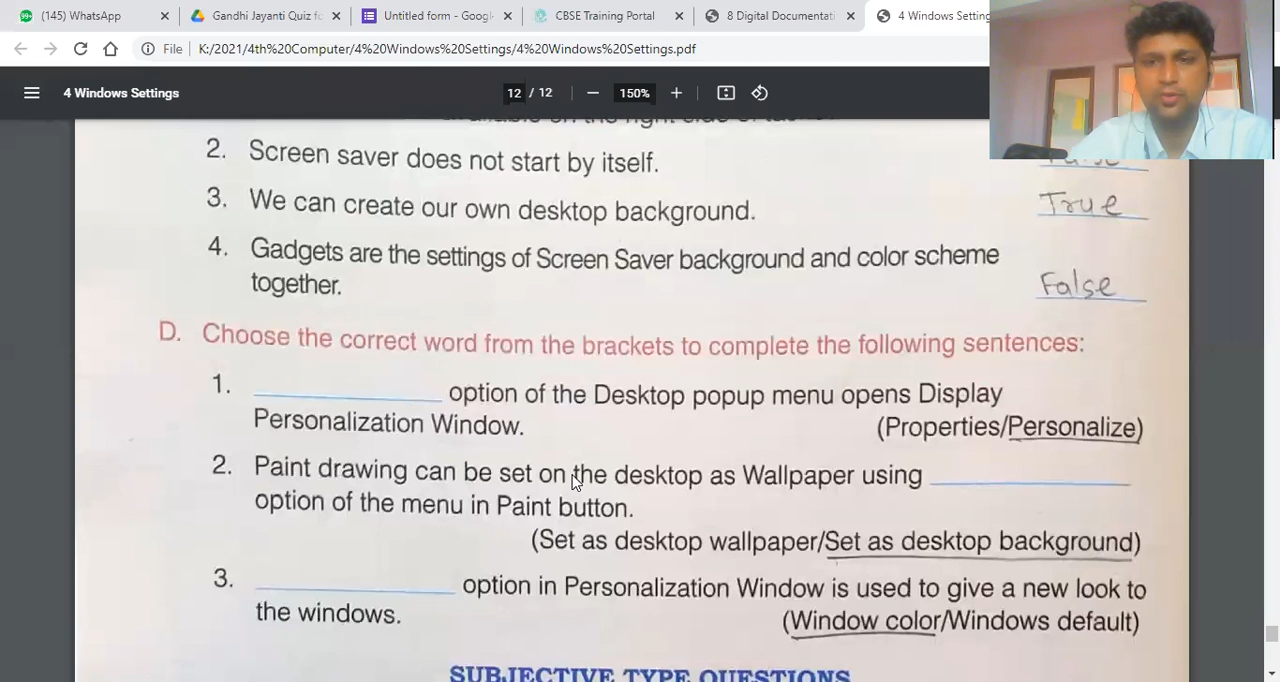 (145) WhatsApp
Gandhi Jayanti Quiz fo
Untitled form - Googl
CBSE Training Portal
8 Digital Documentati
4 Windows Setting
File
K:/2021/4th%20Computer/4%20Windows%20Settings/4%20Windows%20Settings.pdf
4 Windows Settings
12 / 12
150%
2. Screen saver does not start by itself.
False
3. We can create our own desktop background.
True
4. Gadgets are the settings of Screen Saver background and color scheme
together.
False
D. Choose the correct word from the brackets to complete the following sentences:
1. option of the Desktop popup menu opens Display
Personalization Window. (Properties/Personalize)
2. Paint drawing can be set on the desktop as Wallpaper using
option of the menu in Paint button.
(Set as desktop wallpaper/Set as desktop background)
3. option in Personalization Window is used to give a new look to
the windows. (Window color/Windows default)
SUBJECTIVE TYPE QUESTIONS